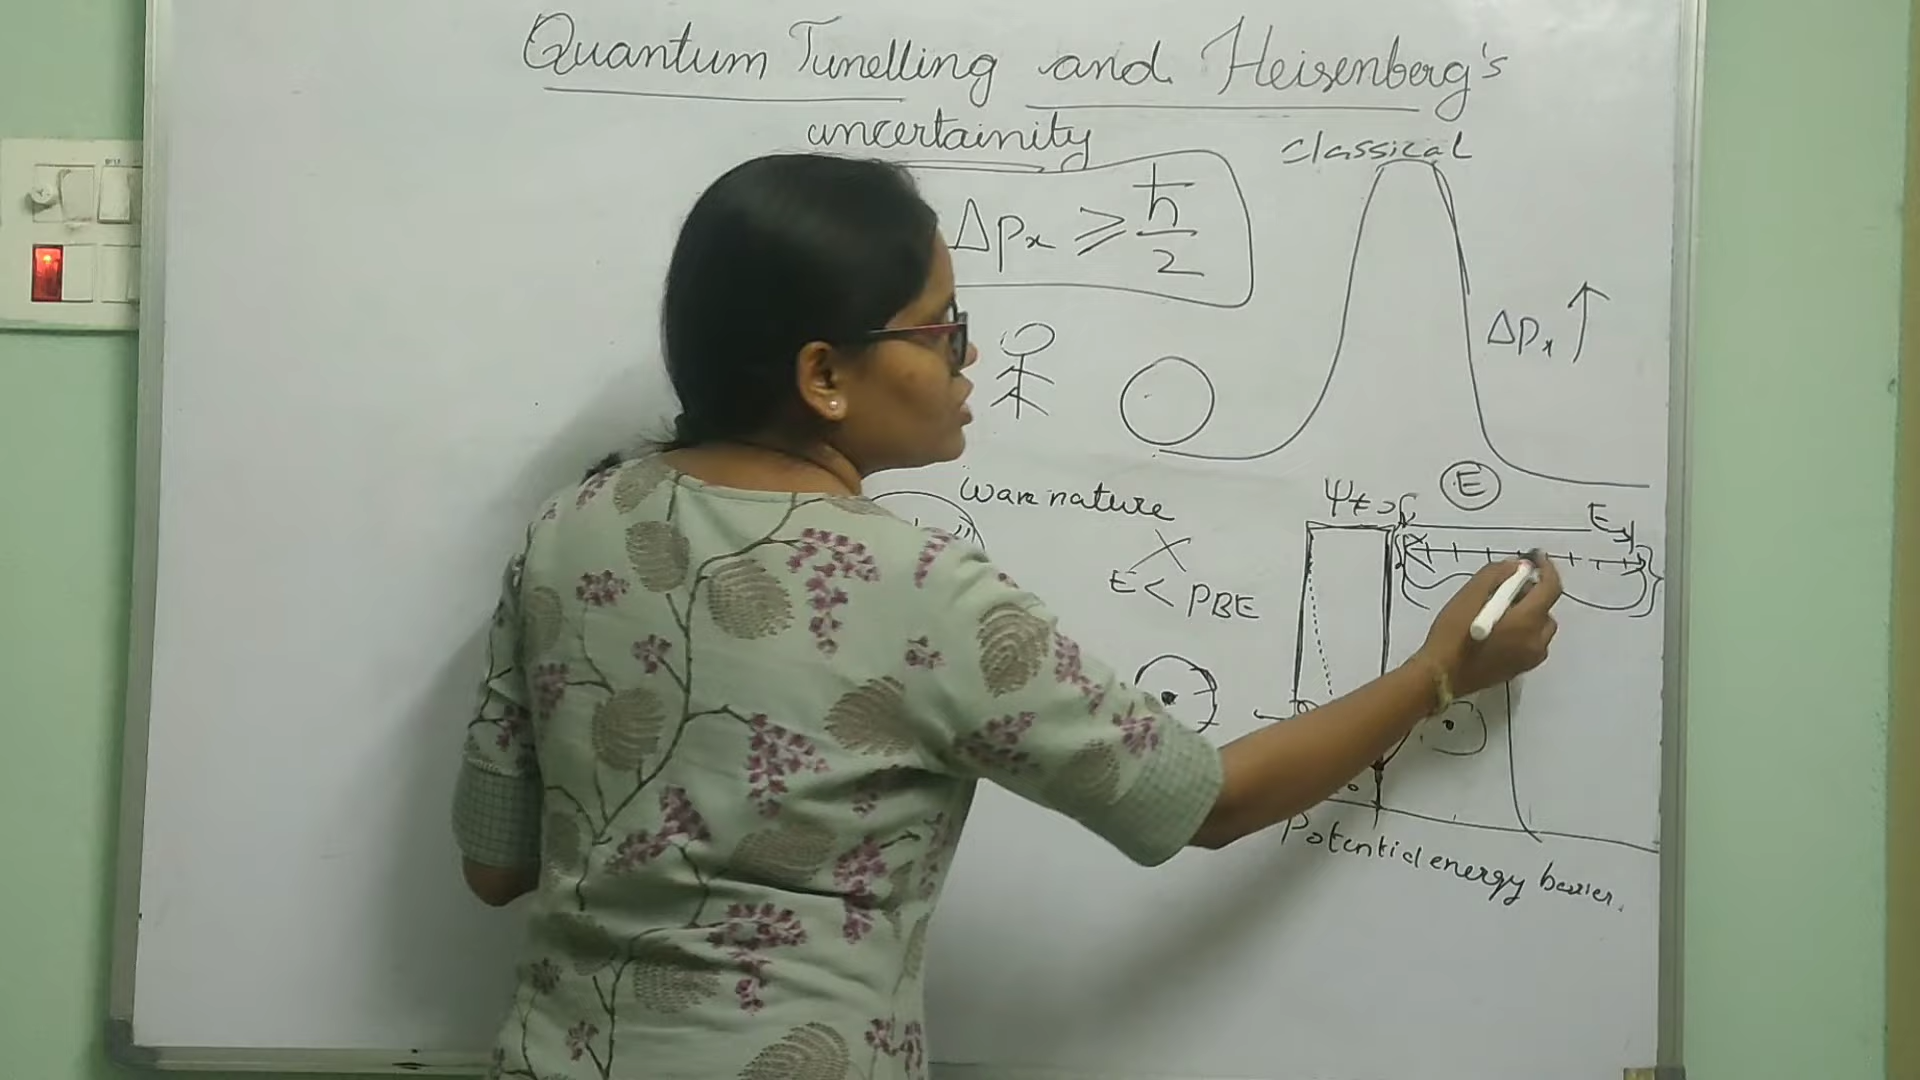 Quantum Tunelling and Heisenberg's
uncertainity
classical
Δpₓ ≥ ħ/2
Δpₓ ↑
E
wave nature
E < PBE
E
Potential energy barrier.